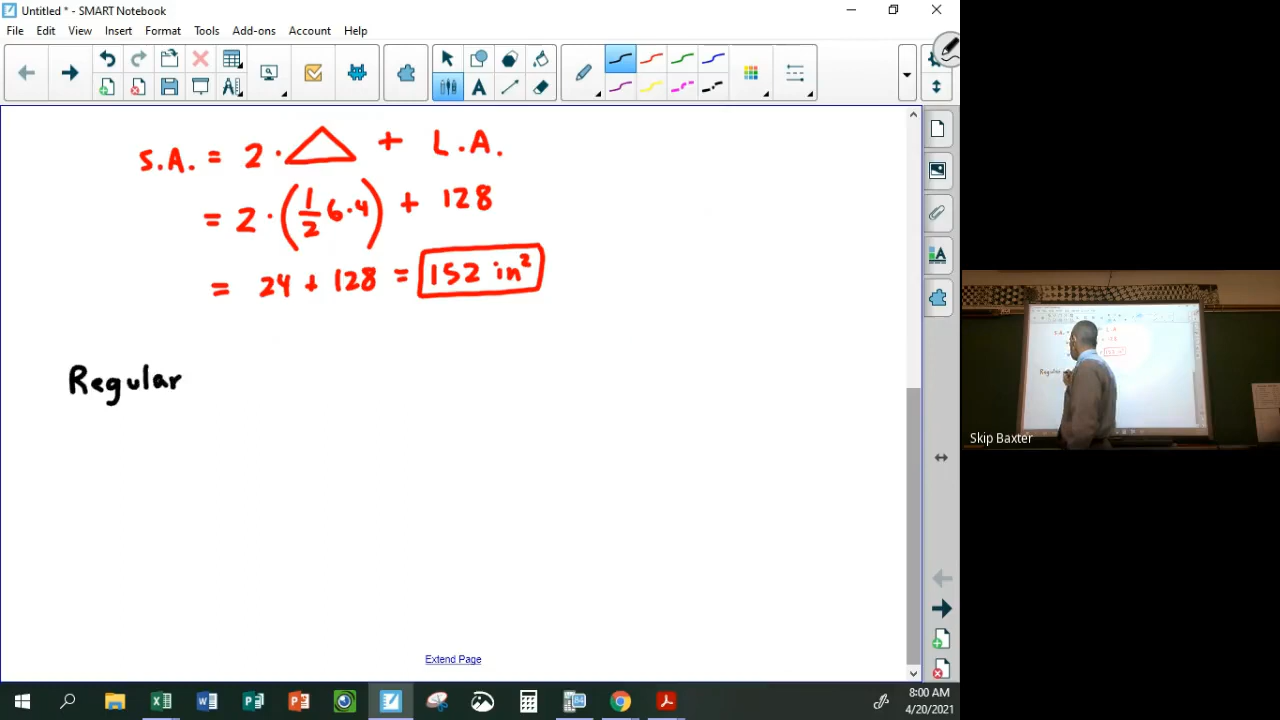 Untitled * - SMART Notebook
File Edit View Insert Format Tools Add-ons Account Help
S.A. = 2 · △ + L.A.
= 2 · (1/2 6 · 4) + 128
= 24 + 128 = 152 in²
Regular
Extend Page
Skip Baxter
8:00 AM
4/20/2021